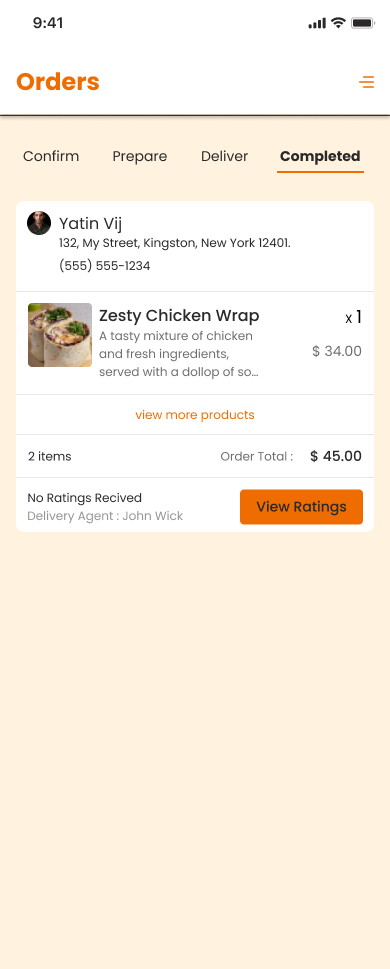 9:41
Orders
Confirm Prepare Deliver Completed
Yatin Vij
132, My Street, Kingston, New York 12401.
(555) 555-1234
Zesty Chicken Wrap x 1
A tasty mixture of chicken
and fresh ingredients, $ 34.00
served with a dollop of so...
view more products
2 items Order Total : $ 45.00
No Ratings Recived
Delivery Agent : John Wick
View Ratings